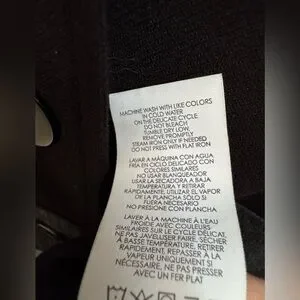 MACHINE WASH WITH LIKE COLORS
IN COLD WATER
ON THE DELICATE CYCLE.
DO NOT BLEACH
TUMBLE DRY LOW.
REMOVE PROMPTLY
STEAM IRON ONLY IF NEEDED
DO NOT PRESS WITH FLAT IRON
LAVAR A MÁQUINA CON AGUA
FRIA EN CICLO DELICADO CON
COLORES SIMILARES
NO USAR BLANQUEADOR
USAR LA SECADORA A BAJA
TEMPERATURA Y RETIRAR
RÁPIDAMENTE. UTILIZAR EL VAPOR
DE LA PLANCHA SÓLO SI
FUERA NECESARIO
NO PRESIONE CON PLANCHA
LAVER À LA MACHINE À L'EAU
FROIDE AVEC COULEURS
SIMILAIRES SUR LE CYCLE DÉLICAT.
NE PAS JAVELLISER FAIRE. SÉCHER
À BASSE TEMPÉRATURE. RETIRER
RAPIDEMENT, REPASSER À LA
VAPEUR UNIQUEMENT SI
NÉCESSAIRE. NE PAS PRESSER
AVEC UN FER PLAT